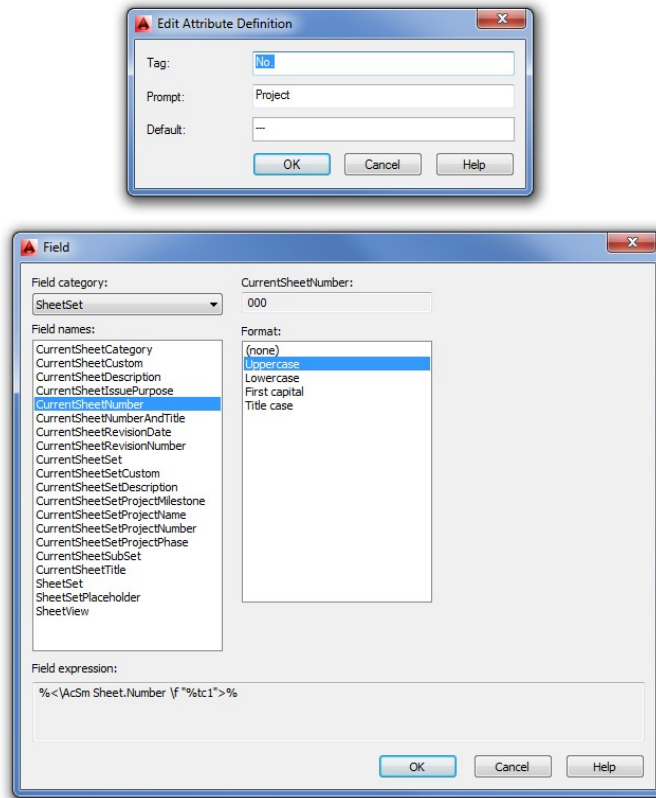 Edit Attribute Definition
Tag: No.
Prompt: Project
Default: ---
OK Cancel Help
Field
Field category: CurrentSheetNumber:
SheetSet 000
Field names: Format:
CurrentSheetCategory (none)
CurrentSheetCustom Uppercase
CurrentSheetDescription Lowercase
CurrentSheetIssuePurpose First capital
CurrentSheetNumber Title case
CurrentSheetNumberAndTitle
CurrentSheetRevisionDate
CurrentSheetRevisionNumber
CurrentSheetSet
CurrentSheetSetCustom
CurrentSheetSetDescription
CurrentSheetSetProjectMilestone
CurrentSheetSetProjectName
CurrentSheetSetProjectNumber
CurrentSheetSetProjectPhase
CurrentSheetSubSet
CurrentSheetTitle
SheetSet
SheetSetPlaceholder
SheetView
Field expression:
%<\AcSm Sheet.Number \f "%tc1">%
OK Cancel Help